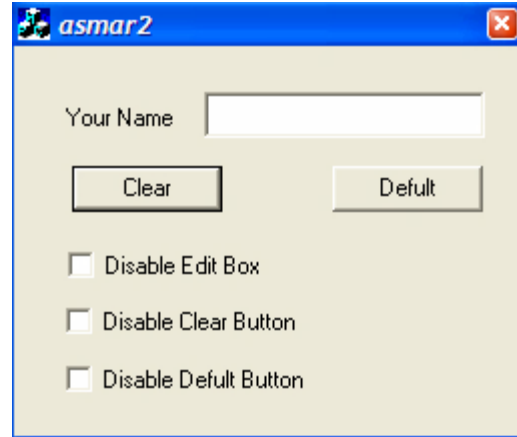 asmar2
Your Name
Clear Defult
Disable Edit Box
Disable Clear Button
Disable Defult Button